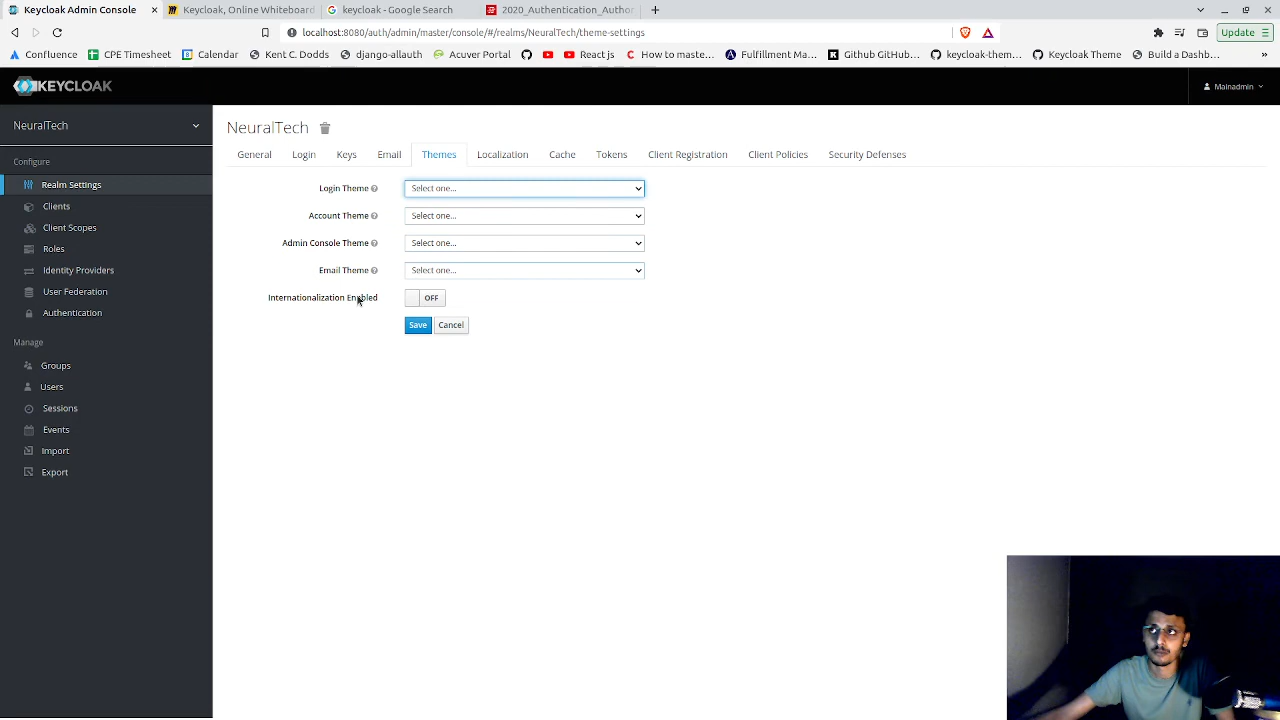 Keycloak Admin Console
Keycloak, Online Whiteboard
keycloak - Google Search
2020_Authentication_Author
localhost:8080/auth/admin/master/console/#/realms/NeuralTech/theme-settings
Update
Confluence
CPE Timesheet
Calendar
Kent C. Dodds
django-allauth
Acuver Portal
React js
How to maste...
Fulfillment Ma...
Github GitHub...
keycloak-them...
Keycloak Theme
Build a Dashb...
»
KEYCLOAK
Mainadmin
NeuralTech
Configure
Realm Settings
Clients
Client Scopes
Roles
Identity Providers
User Federation
Authentication
Manage
Groups
Users
Sessions
Events
Import
Export
NeuralTech
General Login Keys Email Themes Localization Cache Tokens Client Registration Client Policies Security Defenses
Login Theme Select one...
Account Theme Select one...
Admin Console Theme Select one...
Email Theme Select one...
Internationalization Enabled OFF
Save Cancel